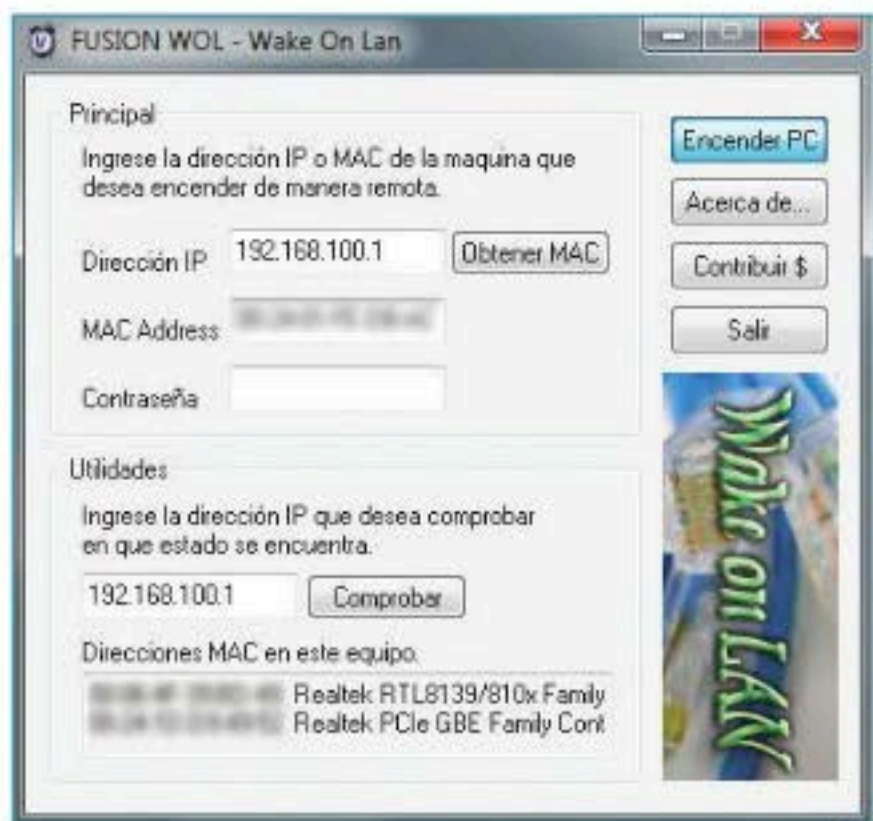 FUSION WOL - Wake On Lan
Principal
Ingrese la dirección IP o MAC de la maquina que
desea encender de manera remota.
Dirección IP 192.168.100.1 Obtener MAC
MAC Address
Contraseña
Encender PC
Acerca de...
Contribuir $
Salir
Utilidades
Ingrese la dirección IP que desea comprobar
en que estado se encuentra.
192.168.100.1 Comprobar
Direcciones MAC en este equipo.
Realtek RTL8139/810x Family
Realtek PCIe GBE Family Cont
Wake on LAN